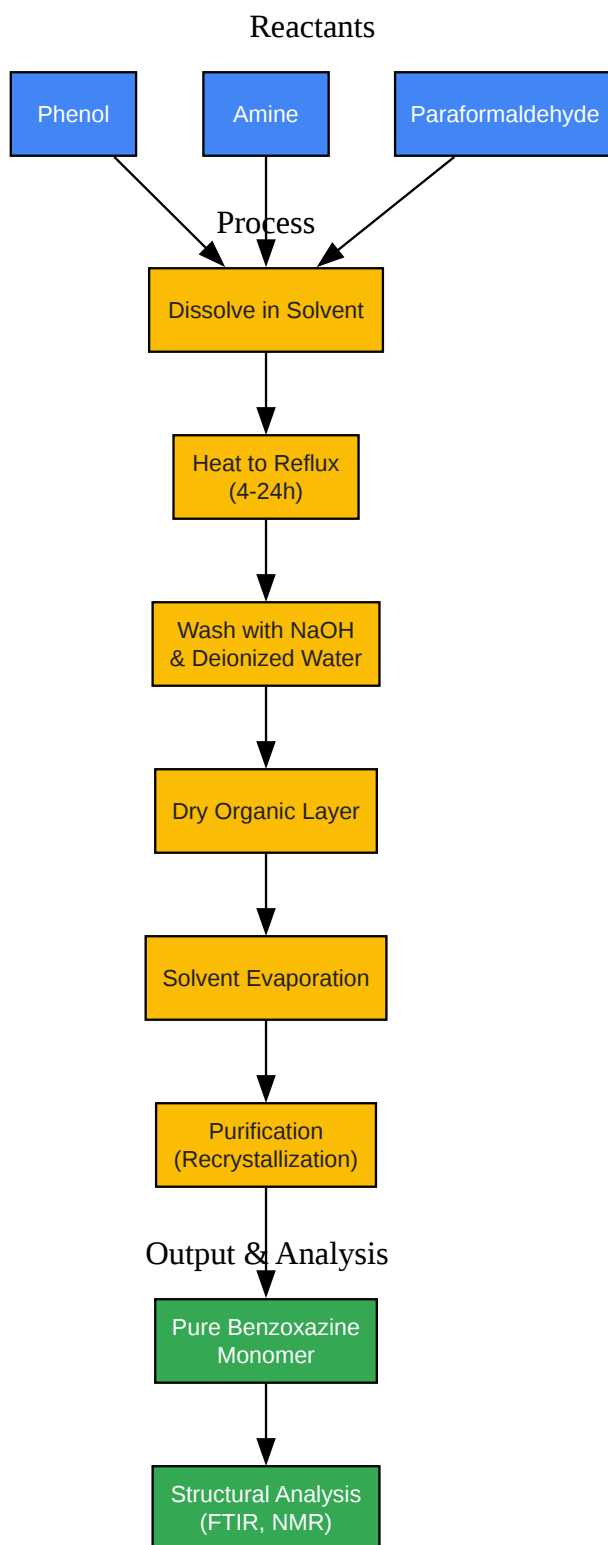 Reactants
Phenol
Amine
Paraformaldehyde
Process
Dissolve in Solvent
Heat to Reflux
(4-24h)
Wash with NaOH
& Deionized Water
Dry Organic Layer
Solvent Evaporation
Purification
(Recrystallization)
Output & Analysis
Pure Benzoxazine
Monomer
Structural Analysis
(FTIR, NMR)